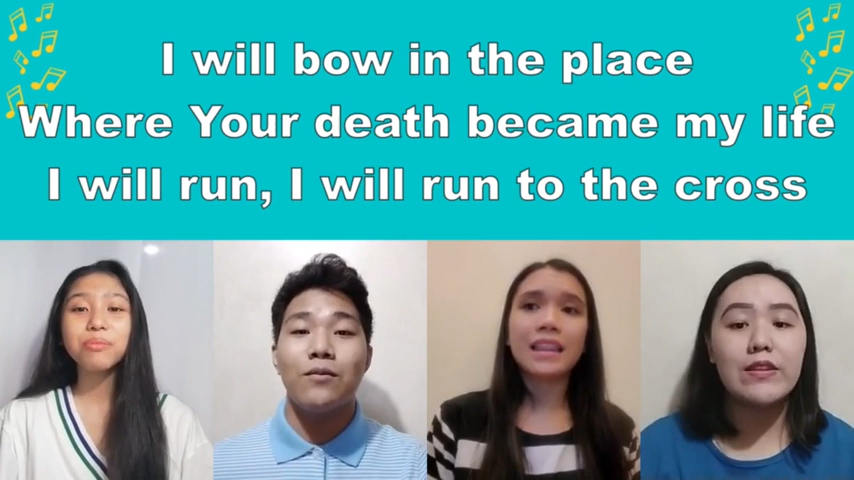 I will bow in the place
Where Your death became my life
I will run, I will run to the cross